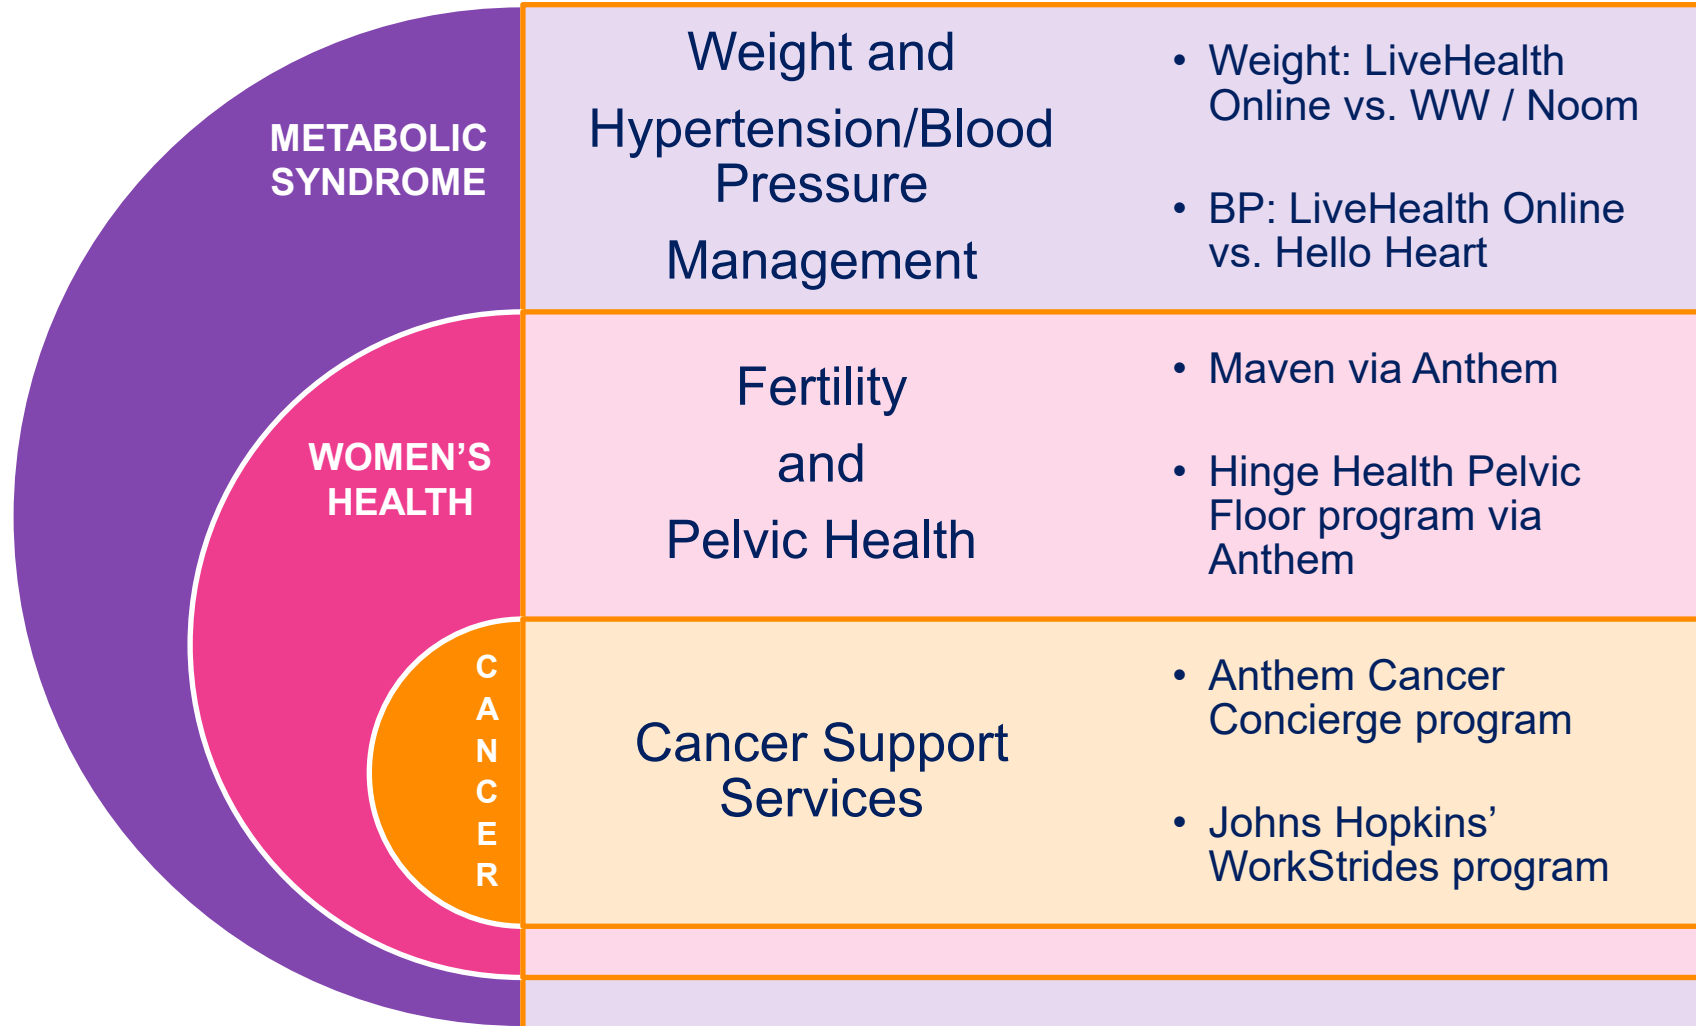 METABOLIC
SYNDROME
Weight and
Hypertension/Blood
Pressure
Management
• Weight: LiveHealth
Online vs. WW / Noom
• BP: LiveHealth Online
vs. Hello Heart
WOMEN’S
HEALTH
Fertility
and
Pelvic Health
• Maven via Anthem
• Hinge Health Pelvic
Floor program via
Anthem
C
A
N
C
E
R
Cancer Support
Services
• Anthem Cancer
Concierge program
• Johns Hopkins’
WorkStrides program